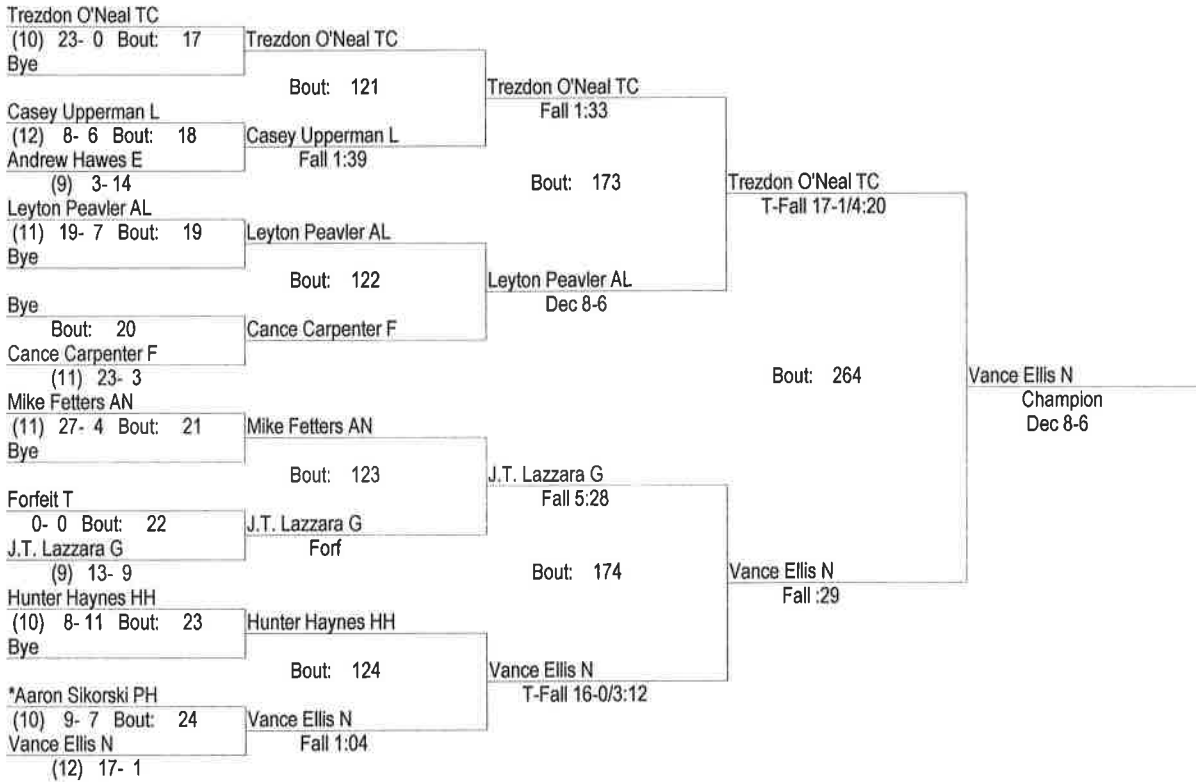 Trezdon O'Neal TC
(10) 23- 0 Bout: 17
Bye
Trezdon O'Neal TC
Bout: 121
Casey Upperman L
(12) 8- 6 Bout: 18
Andrew Hawes E
(9) 3-14
Casey Upperman L
Fall 1:39
Trezdon O'Neal TC
Fall 1:33
Bout: 173
Leyton Peavler AL
(11) 19- 7 Bout: 19
Bye
Leyton Peavler AL
Bout: 122
Bye
Bout: 20
Cance Carpenter F
(11) 23- 3
Cance Carpenter F
Leyton Peavler AL
Dec 8-6
Trezdon O'Neal TC
T-Fall 17-1/4:20
Bout: 264
Mike Fetters AN
(11) 27- 4 Bout: 21
Bye
Mike Fetters AN
Bout: 123
Forfeit T
0- 0 Bout: 22
J.T. Lazzara G
(9) 13- 9
J.T. Lazzara G
Forf
J.T. Lazzara G
Fall 5:28
Bout: 174
Hunter Haynes HH
(10) 8- 11 Bout: 23
Bye
Hunter Haynes HH
Bout: 124
*Aaron Sikorski PH
(10) 9- 7 Bout: 24
Vance Ellis N
(12) 17- 1
Vance Ellis N
Fall 1:04
Vance Ellis N
T-Fall 16-0/3:12
Vance Ellis N
Fall :29
Vance Ellis N
Champion
Dec 8-6